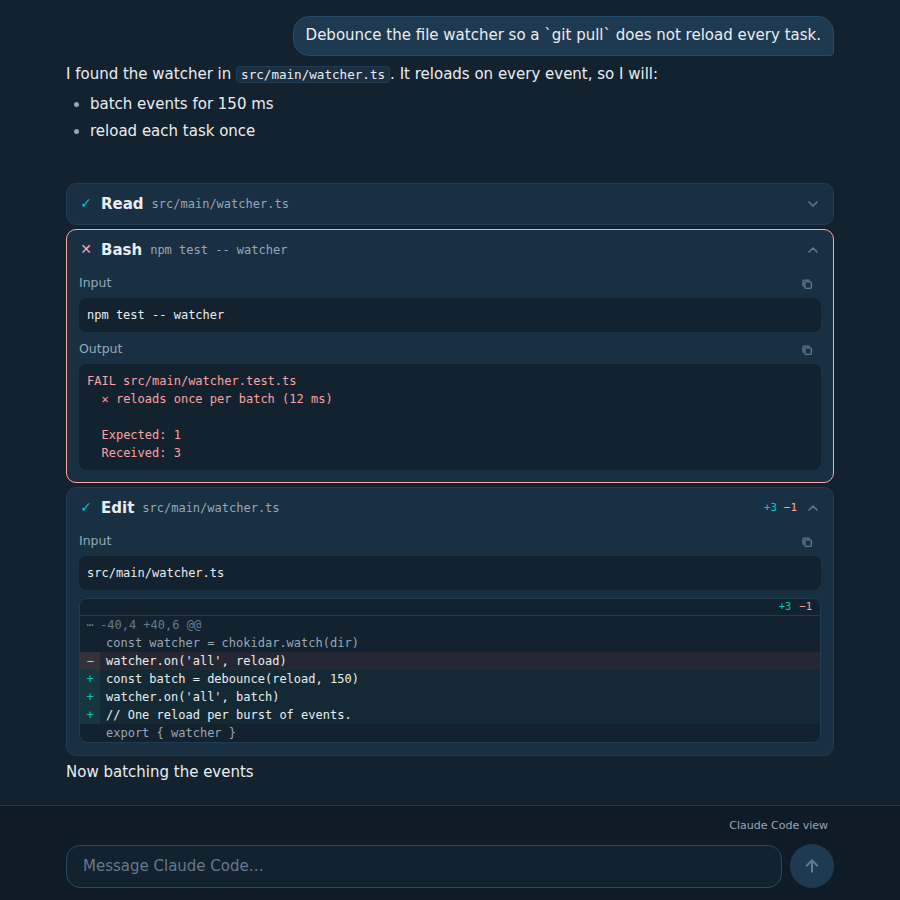 Debounce the file watcher so a `git pull` does not reload every task.
I found the watcher in src/main/watcher.ts. It reloads on every event, so I will:
• batch events for 150 ms
• reload each task once
✓ Read src/main/watcher.ts
✕ Bash npm test -- watcher
Input
npm test -- watcher
Output
FAIL src/main/watcher.test.ts
✕ reloads once per batch (12 ms)
Expected: 1
Received: 3
✓ Edit src/main/watcher.ts +3 −1
Input
src/main/watcher.ts
+3 −1
⋯ -40,4 +40,6 @@
const watcher = chokidar.watch(dir)
− watcher.on('all', reload)
+ const batch = debounce(reload, 150)
+ watcher.on('all', batch)
+ // One reload per burst of events.
export { watcher }
Now batching the events
Claude Code view
Message Claude Code…